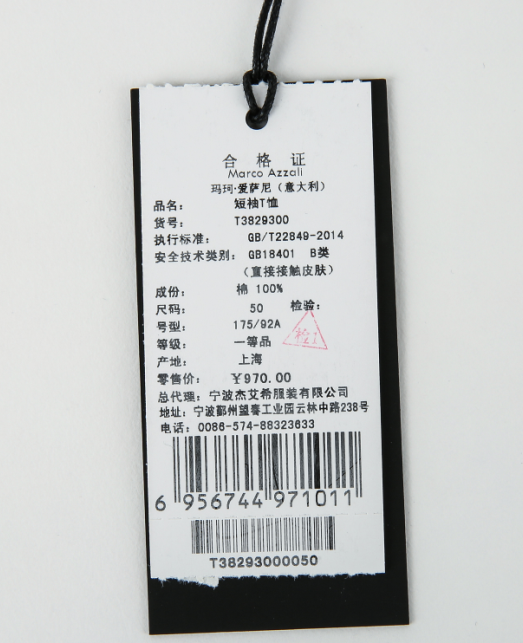 合 格 证
Marco Azzali
玛珂·爱萨尼（意大利）
品名： 短袖T恤
货号： T3829300
执行标准： GB/T22849-2014
安全技术类别： GB18401 B类
（直接接触皮肤）
成份： 棉 100%
尺码： 50 检验：
号型： 175/92A
检1
等级： 一等品
产地： 上海
零售价： ￥970.00
总代理：宁波杰艾希服装有限公司
地址：宁波鄞州望春工业园云林中路238号
电话：0086-574-88323633
6 956744 971011
T38293000050